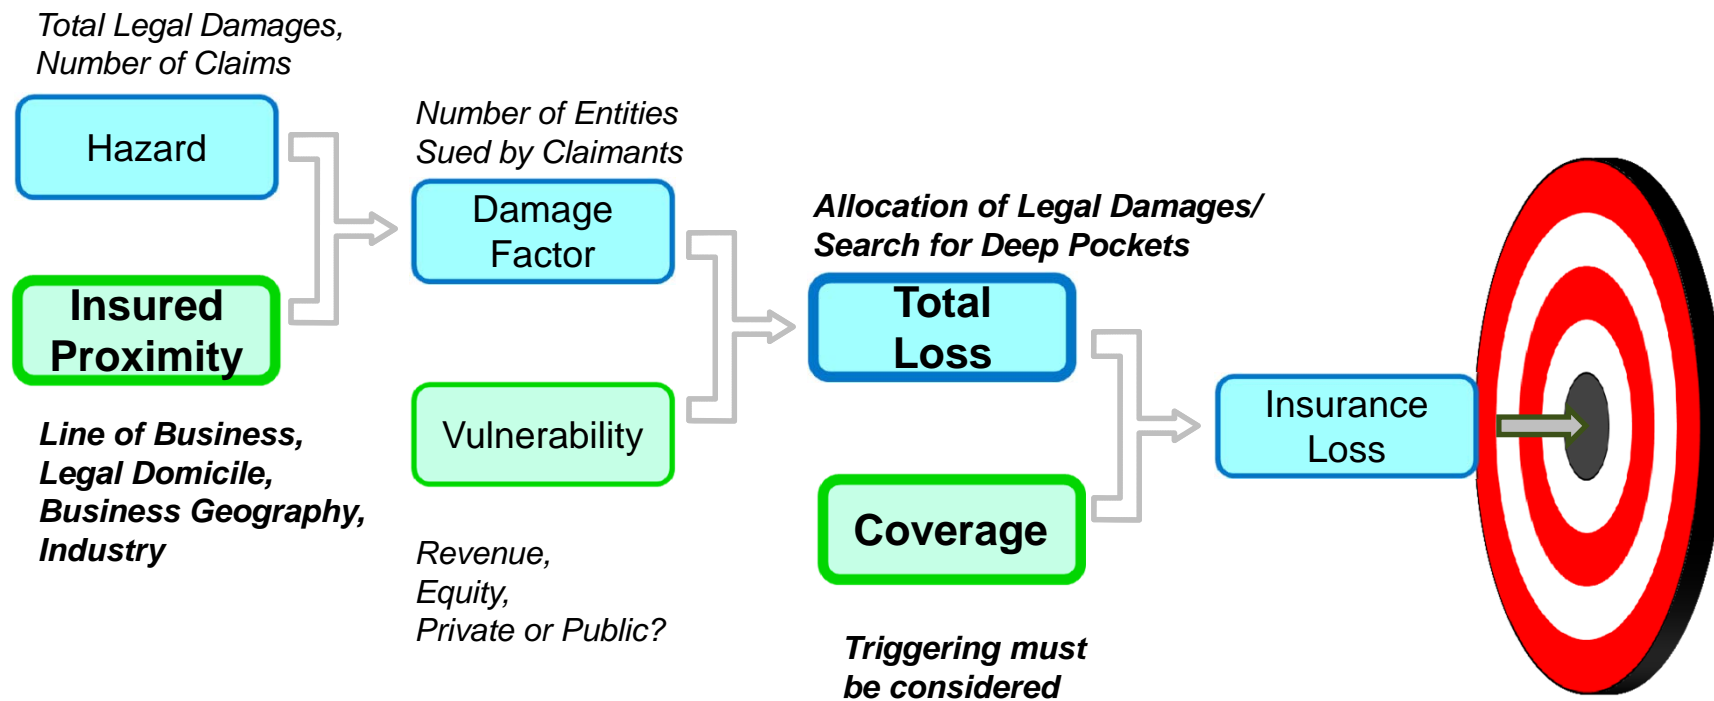 Total Legal Damages,
Number of Claims
Hazard
Insured
Proximity
Line of Business,
Legal Domicile,
Business Geography,
Industry
Number of Entities
Sued by Claimants
Damage
Factor
Vulnerability
Revenue,
Equity,
Private or Public?
Allocation of Legal Damages/
Search for Deep Pockets
Total
Loss
Coverage
Triggering must
be considered
Insurance
Loss